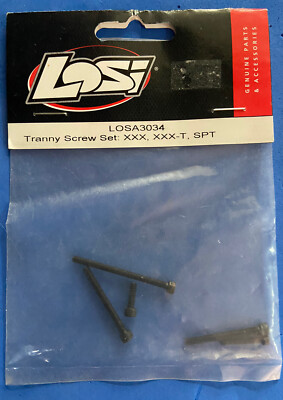 LOSi
GENUINE PARTS
& ACCESSORIES
LOSA3034
Tranny Screw Set: XXX, XXX-T, SPT